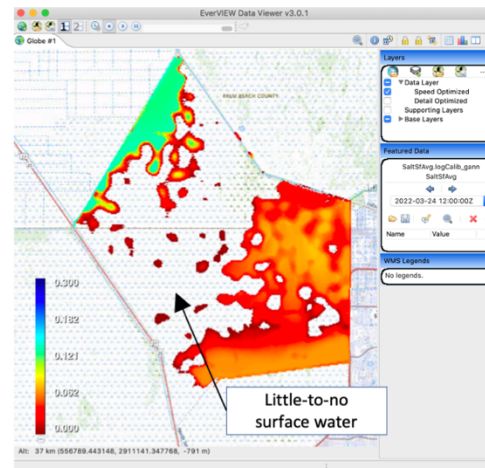 EverVIEW Data Viewer v3.0.1
Globe #1
PALM BEACH COUNTY
0.300
0.182
0.121
0.062
0.000
Little-to-no
surface water
Alt: 37 km (556789.443148, 2911141.347768, -791 m)
Layers
Data Layer
Speed Optimized
Detail Optimized
Supporting Layers
Base Layers
Featured Data
SaltSfAvg.logCalib_gann
SaltSfAvg
2022-03-24 12:00:00Z
Name Value
WMS Legends
No legends.